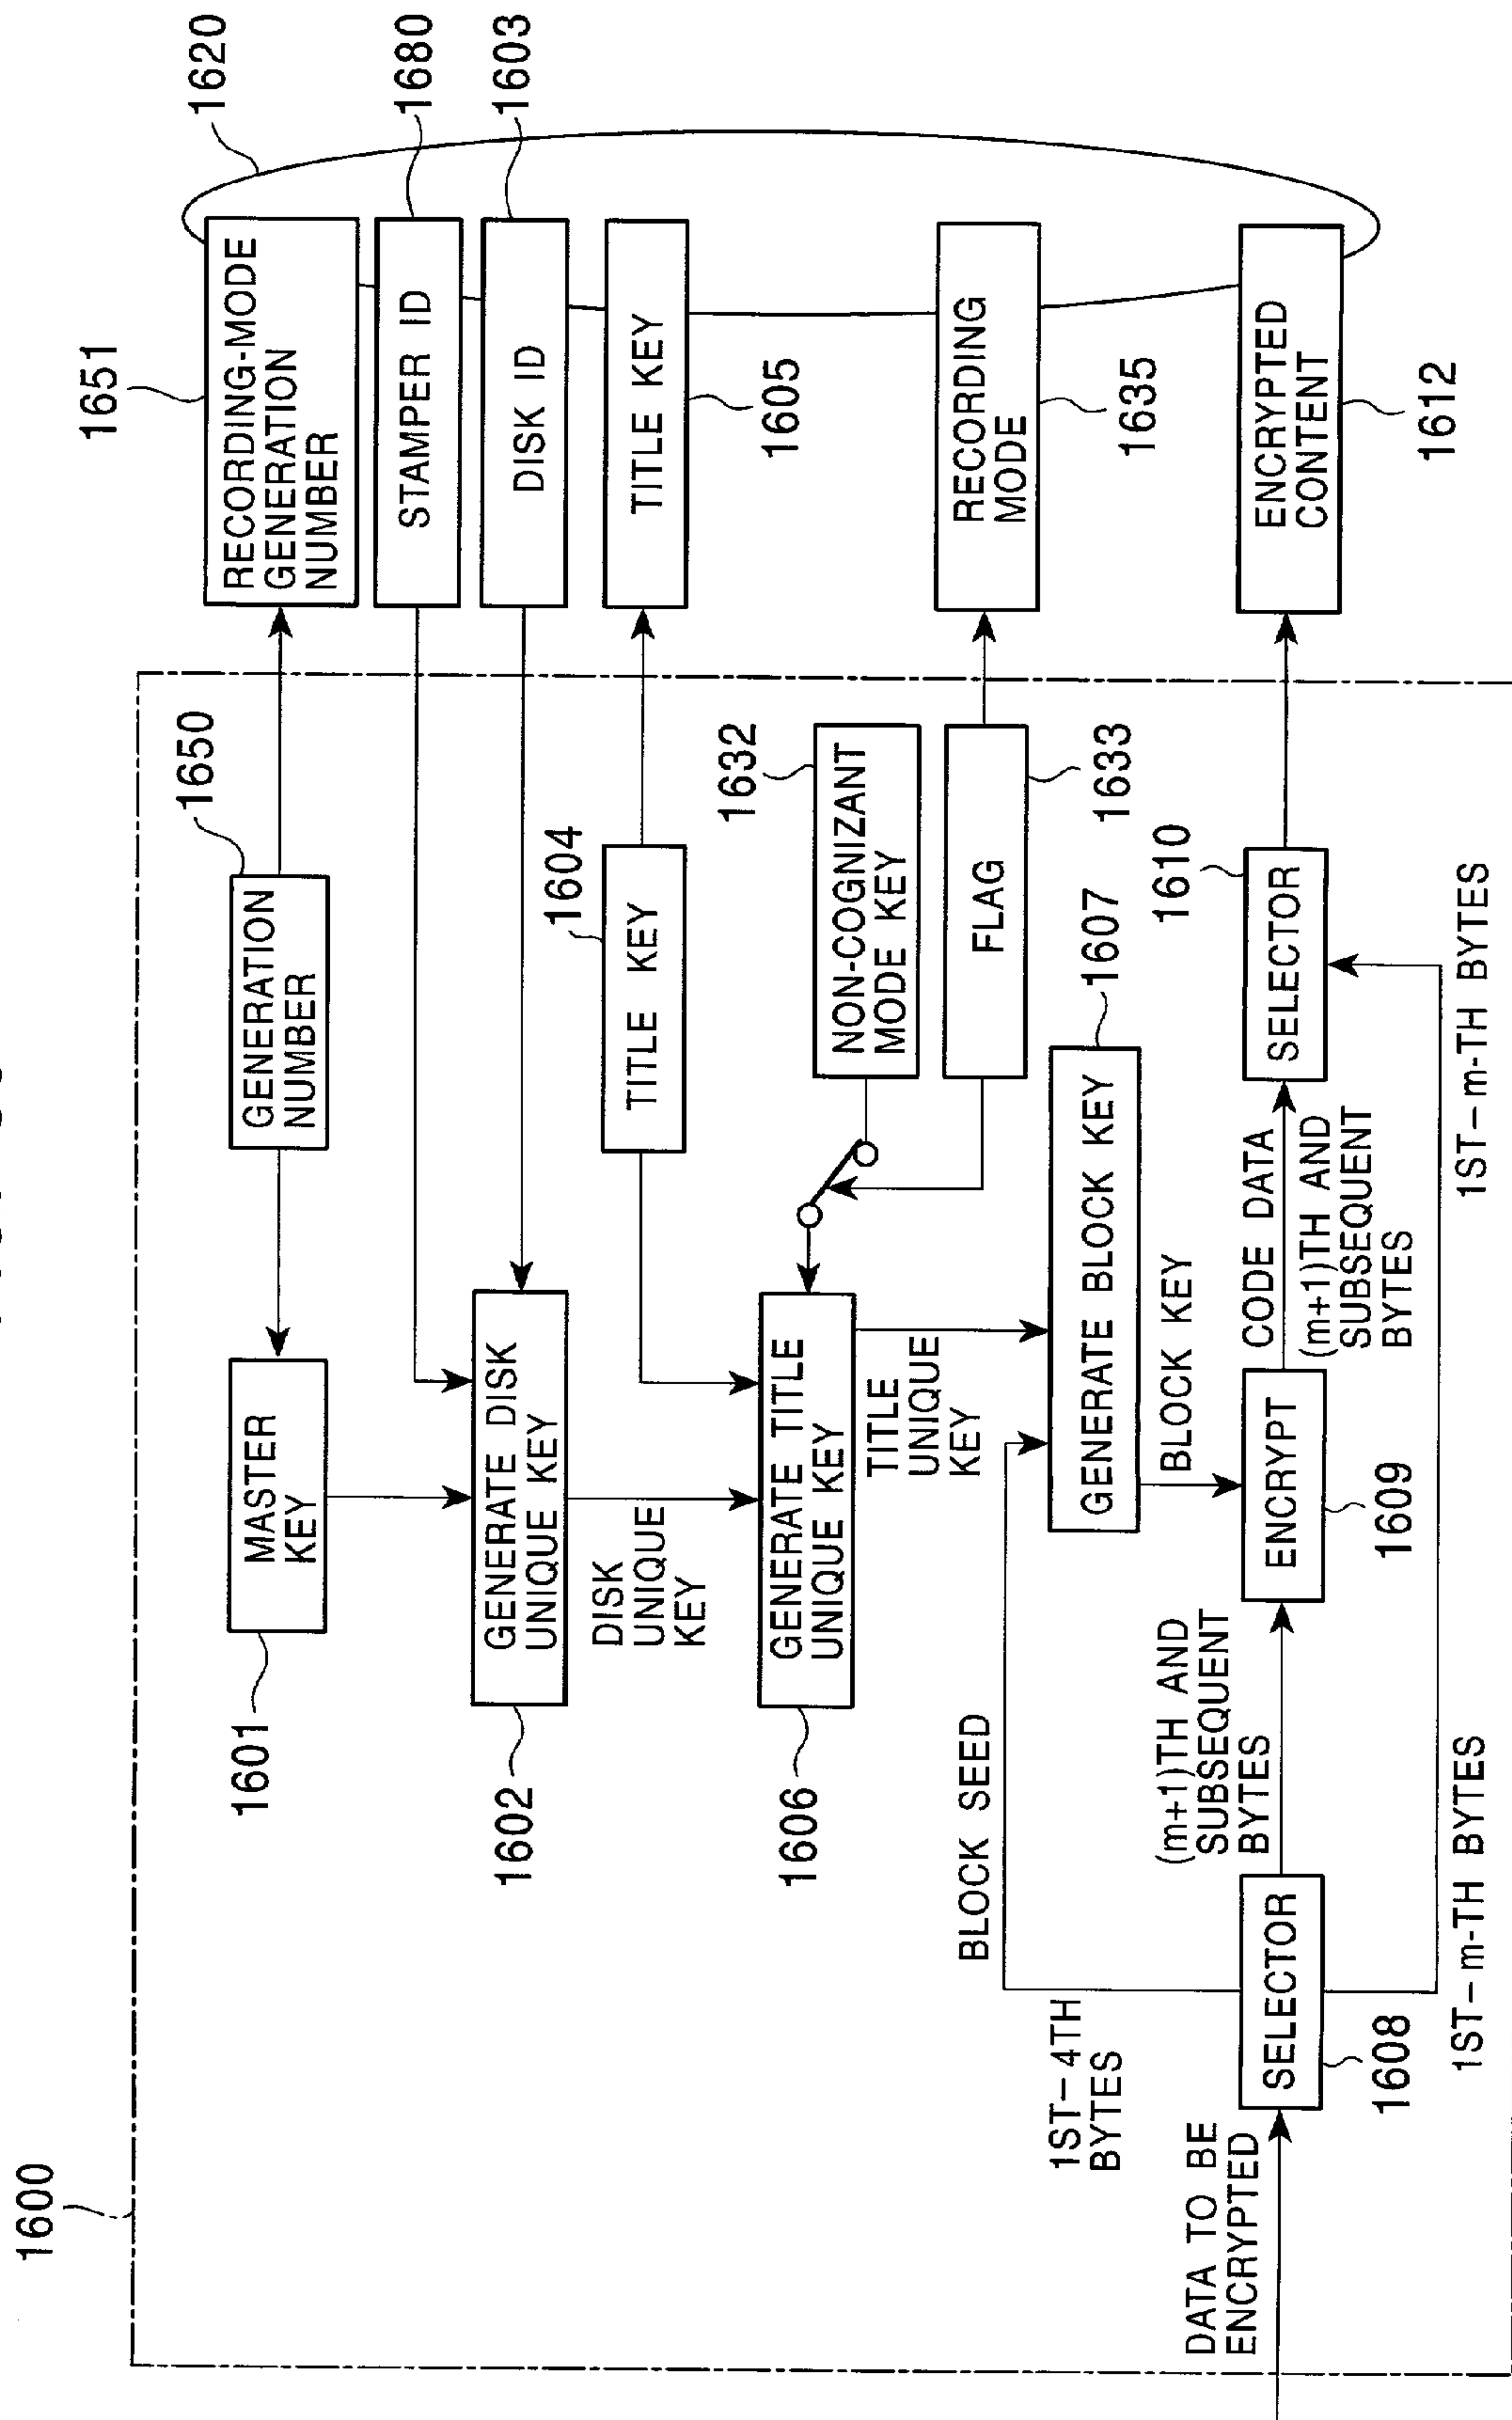 1600
1620
1651
RECORDING-MODE
GENERATION
NUMBER
1680
STAMPER ID
1603
DISK ID
TITLE KEY
1605
RECORDING
MODE
1635
ENCRYPTED
CONTENT
1612
1650
GENERATION
NUMBER
MASTER
KEY
1601
GENERATE DISK
UNIQUE KEY
1602
DISK
UNIQUE
KEY
1604
TITLE KEY
1632
NON-COGNIZANT
MODE KEY
FLAG
1633
GENERATE TITLE
UNIQUE KEY
1606
TITLE
UNIQUE
KEY
BLOCK SEED
GENERATE BLOCK KEY
1607
BLOCK KEY
1ST–4TH
BYTES
DATA TO BE
ENCRYPTED
SELECTOR
1608
(m+1)TH AND
SUBSEQUENT
BYTES
ENCRYPT
1609
CODE DATA
(m+1)TH AND
SUBSEQUENT
BYTES
SELECTOR
1610
1ST–m-TH BYTES
1ST–m-TH BYTES